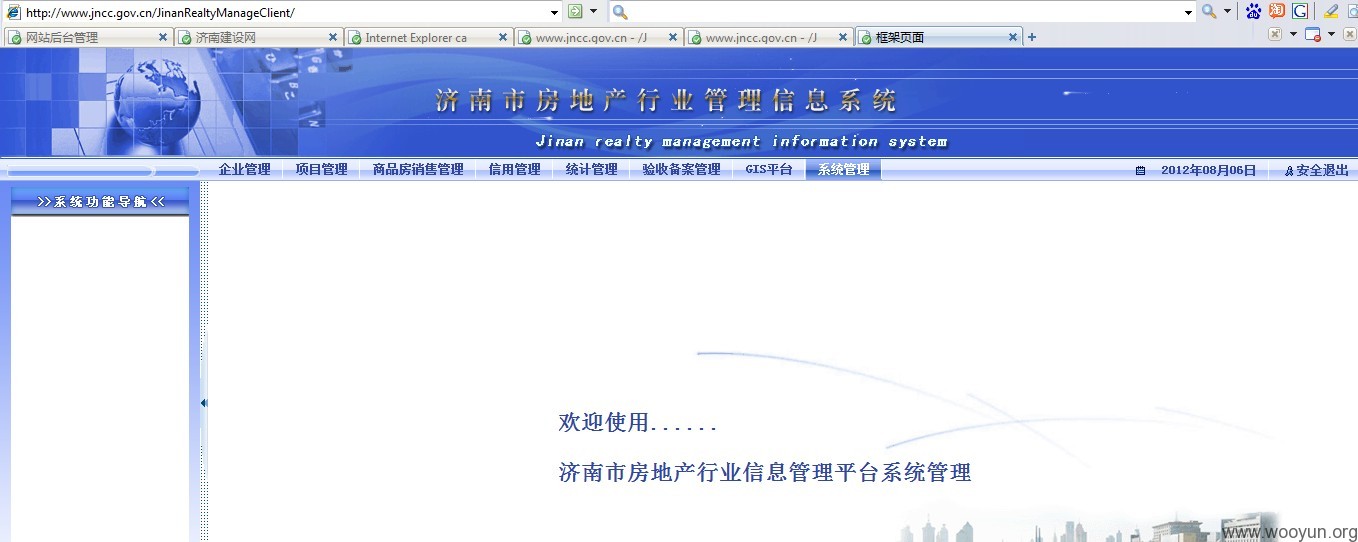 http://www.jncc.gov.cn/JinanRealtyManageClient/
网站后台管理 济南建设网 Internet Explorer ca www.jncc.gov.cn - /J www.jncc.gov.cn - /J 框架页面
济南市房地产行业管理信息系统
Jinan realty management information system
企业管理 项目管理 商品房销售管理 信用管理 统计管理 验收备案管理 GIS平台 系统管理 2012年08月06日 安全退出
>>系统功能导航<<
欢迎使用......
济南市房地产行业信息管理平台系统管理
www.wooyun.org